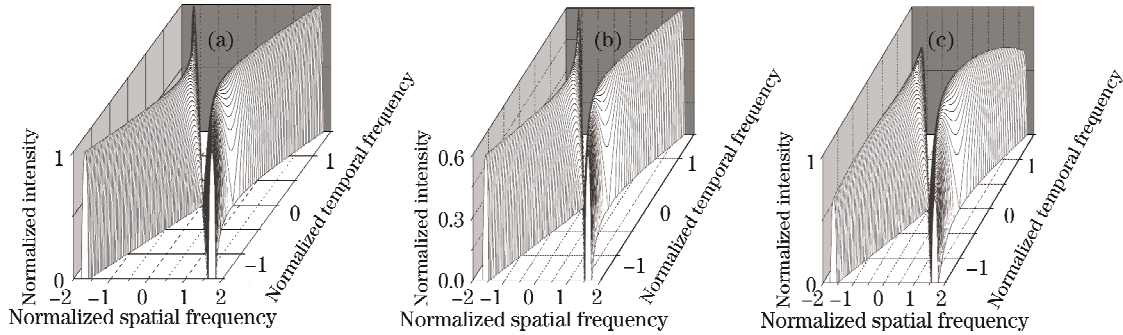 (a)
Normalized intensity
1
0
−2 −1 0 1 2
Normalized spatial frequency
−1 0 1
Normalized temporal frequency
(b)
Normalized intensity
0.6
0.3
0.0
−2 −1 0 1 2
Normalized spatial frequency
−1 0 1
Normalized temporal frequency
(c)
Normalized intensity
1
0
−2 −1 0 1 2
Normalized spatial frequency
−1 0 1
Normalized temporal frequency